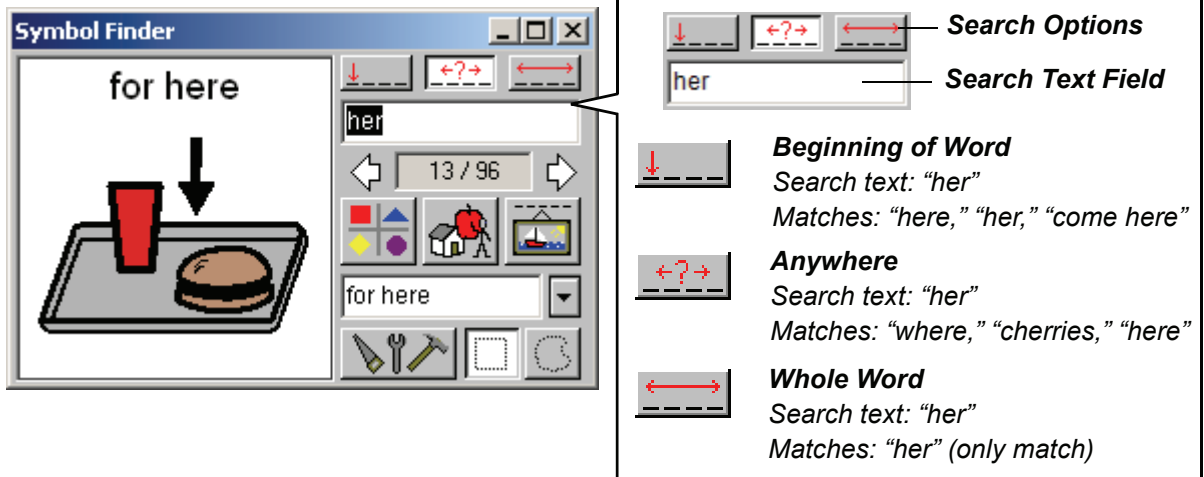 Symbol Finder
for here
her
13 / 96
for here
Search Options
her
Search Text Field
Beginning of Word
Search text: “her”
Matches: “here,” “her,” “come here”
Anywhere
Search text: “her”
Matches: “where,” “cherries,” “here”
Whole Word
Search text: “her”
Matches: “her” (only match)